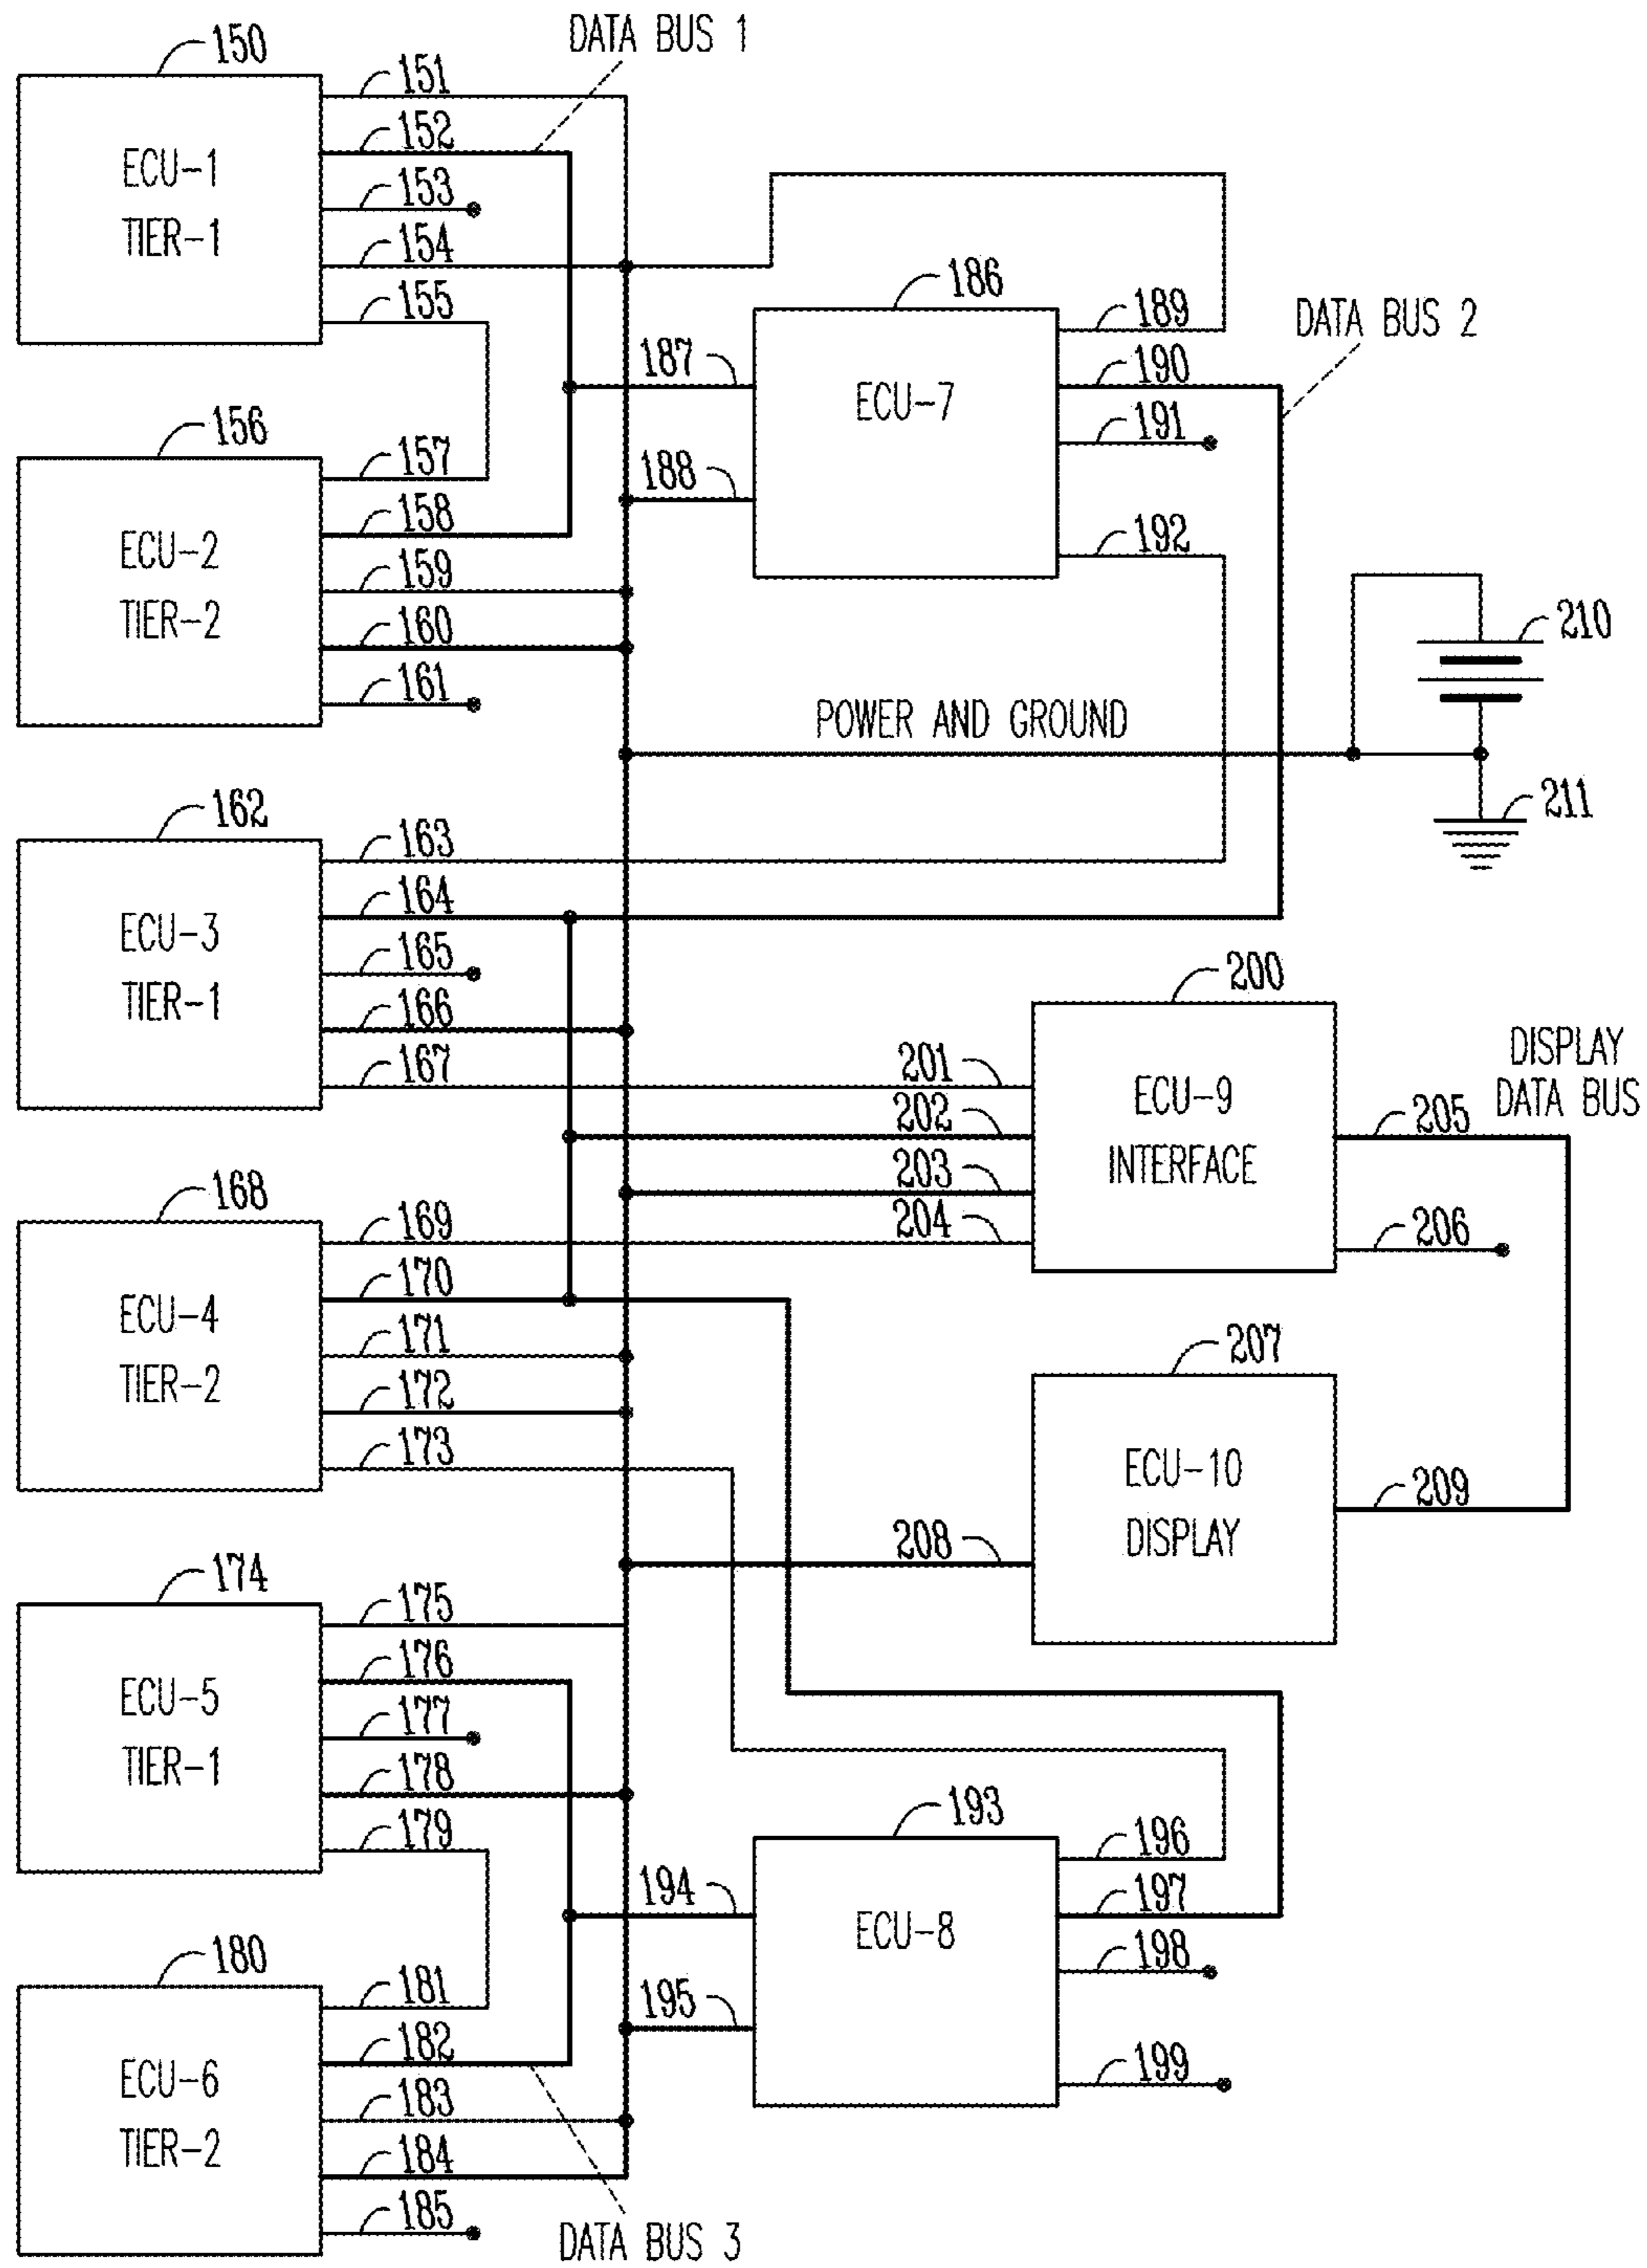 DATA BUS 1
150
151
152
153
154
155
ECU-1
TIER-1
156
157
158
159
160
161
ECU-2
TIER-2
186
187
188
189
190
191
192
ECU-7
DATA BUS 2
210
211
POWER AND GROUND
162
163
164
165
166
167
ECU-3
TIER-1
200
201
202
203
204
205
206
ECU-9
INTERFACE
DISPLAY
DATA BUS
168
169
170
171
172
173
ECU-4
TIER-2
207
208
209
ECU-10
DISPLAY
174
175
176
177
178
179
ECU-5
TIER-1
193
194
195
196
197
198
199
ECU-8
180
181
182
183
184
185
ECU-6
TIER-2
DATA BUS 3